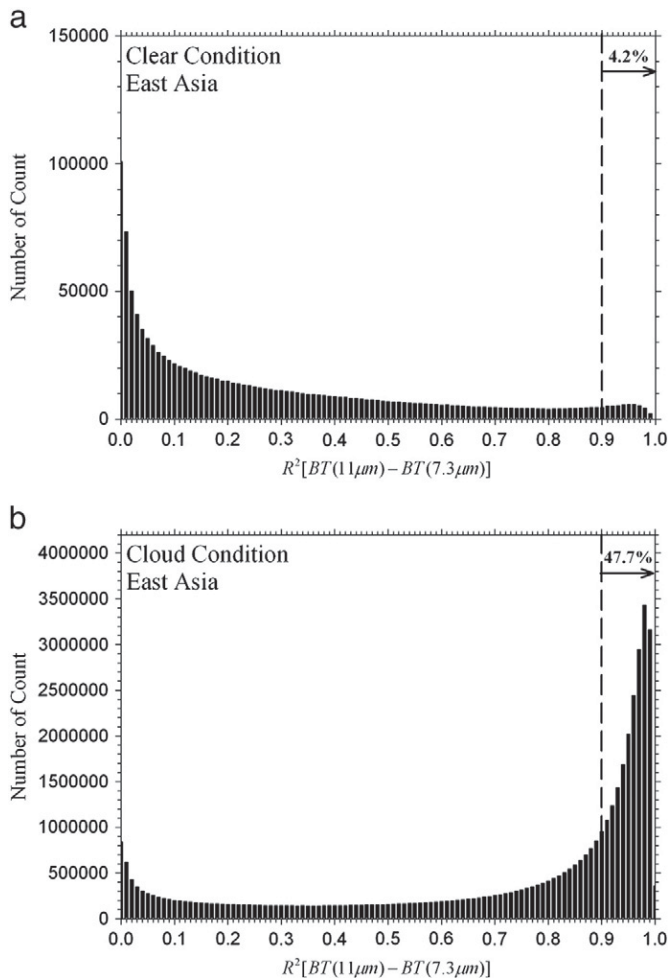 a
150000
Clear Condition
East Asia
4.2%
100000
50000
0
Number of Count
0.0 0.1 0.2 0.3 0.4 0.5 0.6 0.7 0.8 0.9 1.0
R²[BT(11μm)−BT(7.3μm)]
b
4000000
Cloud Condition
East Asia
47.7%
3500000
3000000
2500000
2000000
1500000
1000000
500000
0
Number of Count
0.0 0.1 0.2 0.3 0.4 0.5 0.6 0.7 0.8 0.9 1.0
R²[BT(11μm)−BT(7.3μm)]